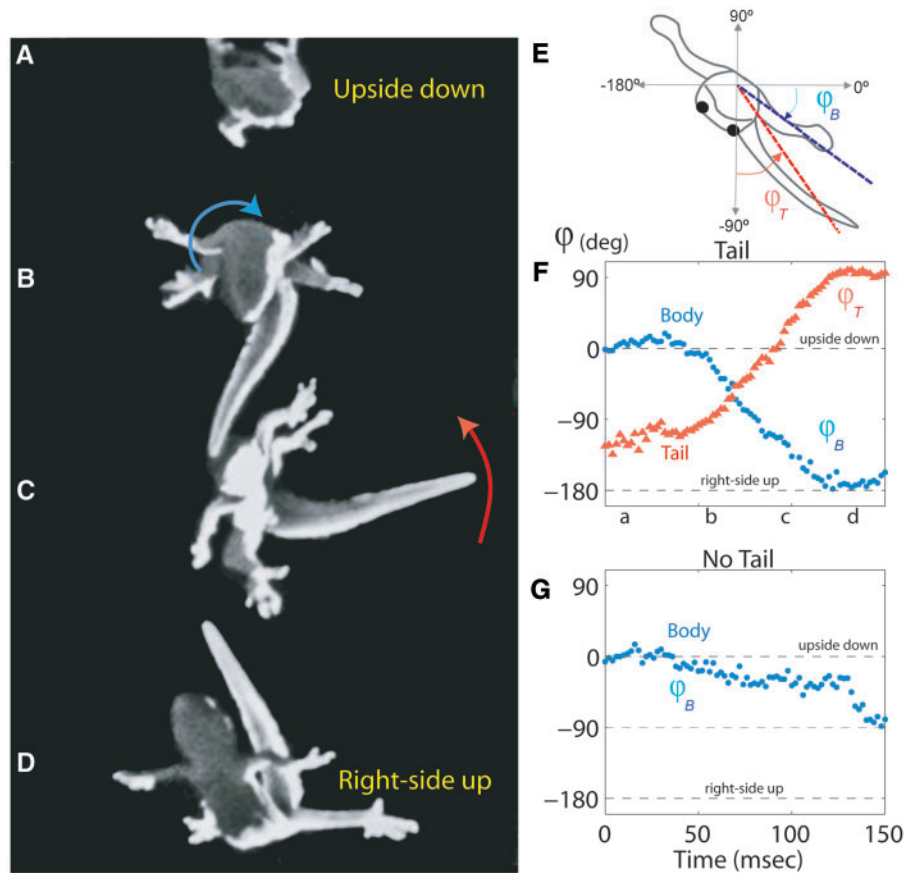 A
Upside down
B
C
D
Right-side up
E
90º
-180º
0º
φB
φT
-90º
φ (deg)
Tail
F
90
0
−90
−180
Body
φT
upside down
φB
Tail
right-side up
a b c d
No Tail
G
90
0
−90
−180
Body
upside down
φB
right-side up
0 50 100 150
Time (msec)